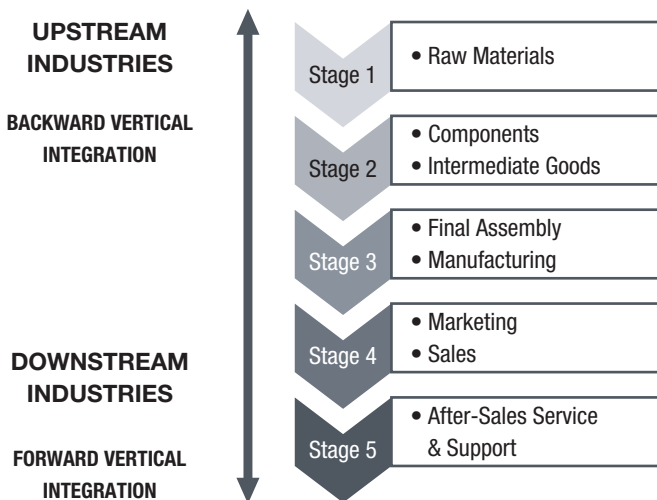 UPSTREAM
INDUSTRIES
BACKWARD VERTICAL
INTEGRATION
DOWNSTREAM
INDUSTRIES
FORWARD VERTICAL
INTEGRATION
Stage 1
• Raw Materials
Stage 2
• Components
• Intermediate Goods
Stage 3
• Final Assembly
• Manufacturing
Stage 4
• Marketing
• Sales
Stage 5
• After-Sales Service
& Support